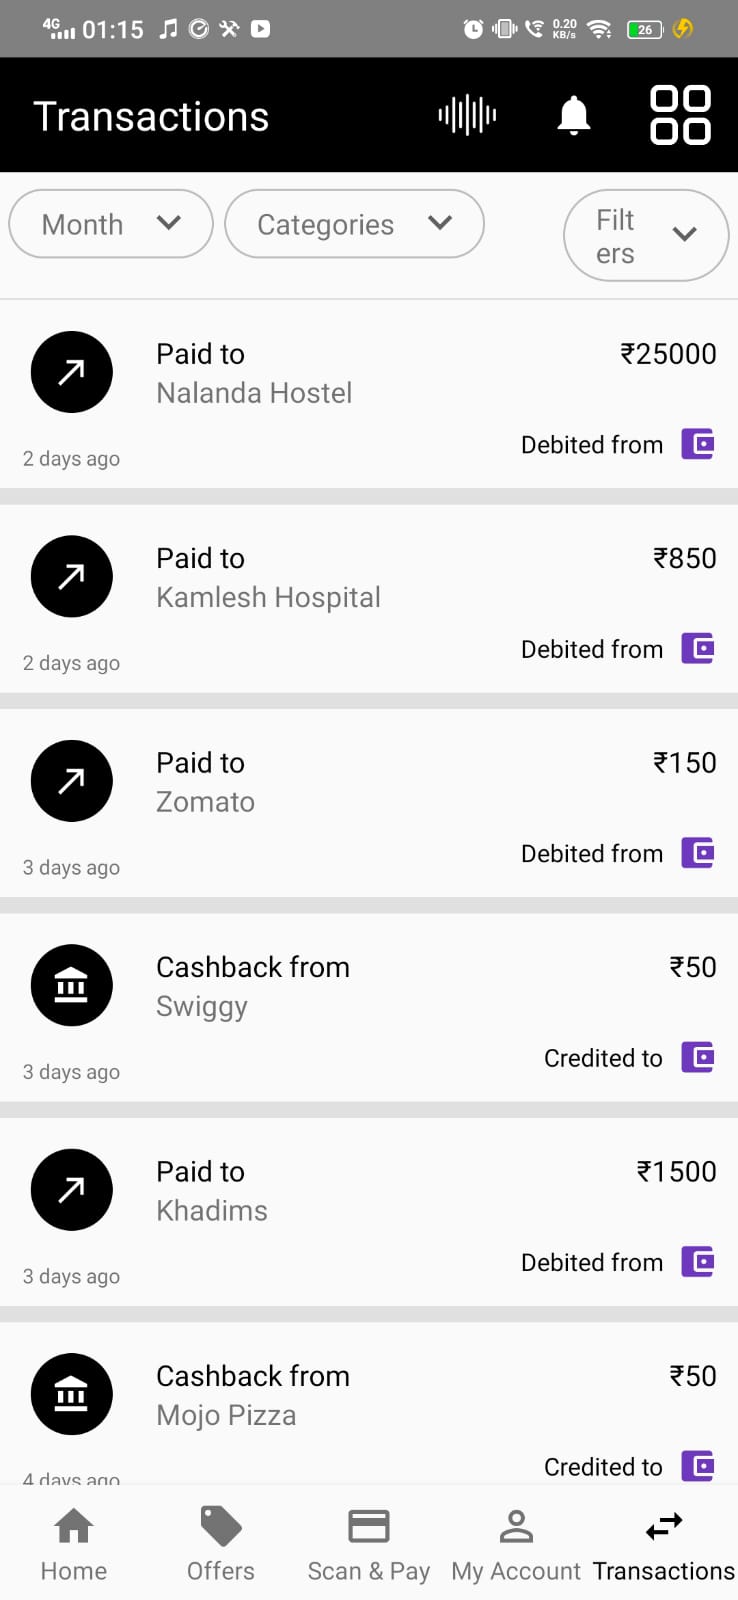 4G 01:15 0.20 KB/s 26
Transactions
Month Categories Filt
ers
Paid to ₹25000
Nalanda Hostel
Debited from
2 days ago
Paid to ₹850
Kamlesh Hospital
Debited from
2 days ago
Paid to ₹150
Zomato
Debited from
3 days ago
Cashback from ₹50
Swiggy
Credited to
3 days ago
Paid to ₹1500
Khadims
Debited from
3 days ago
Cashback from ₹50
Mojo Pizza
Credited to
4 days ago
Home Offers Scan & Pay My Account Transactions